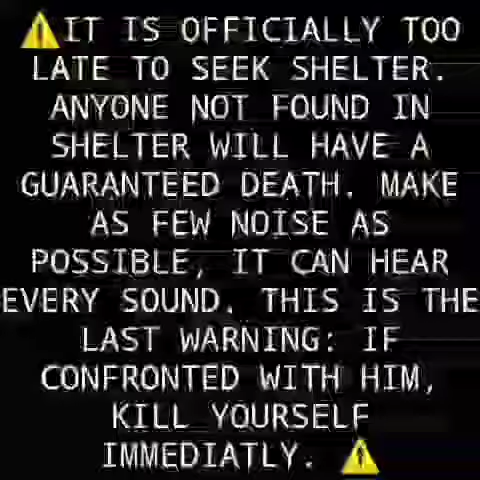 ⚠IT IS OFFICIALLY TOO
LATE TO SEEK SHELTER.
ANYONE NOT FOUND IN
SHELTER WILL HAVE A
GUARANTEED DEATH. MAKE
AS FEW NOISE AS
POSSIBLE, IT CAN HEAR
EVERY SOUND. THIS IS THE
LAST WARNING: IF
CONFRONTED WITH HIM,
KILL YOURSELF
IMMEDIATLY. ⚠